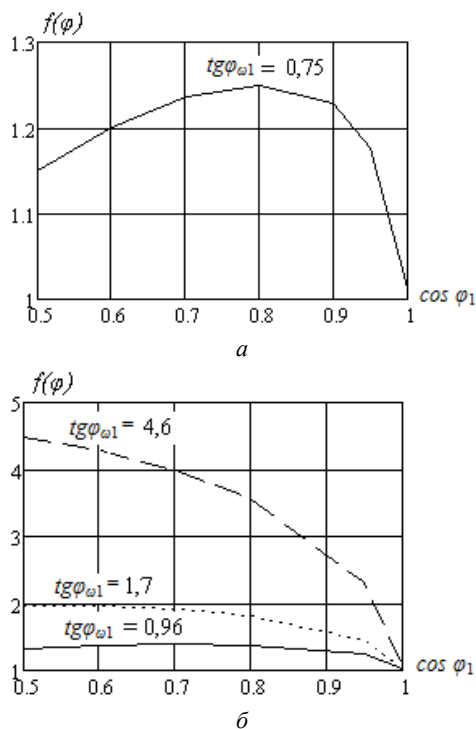 f(φ)
1.3
tgφω1 = 0,75
1.2
1.1
1
cos φ1
0.5 0.6 0.7 0.8 0.9 1
а
f(φ)
5
tgφω1 = 4,6
4
3
2
tgφω1 = 1,7
tgφω1 = 0,96
1
cos φ1
0.5 0.6 0.7 0.8 0.9 1
б